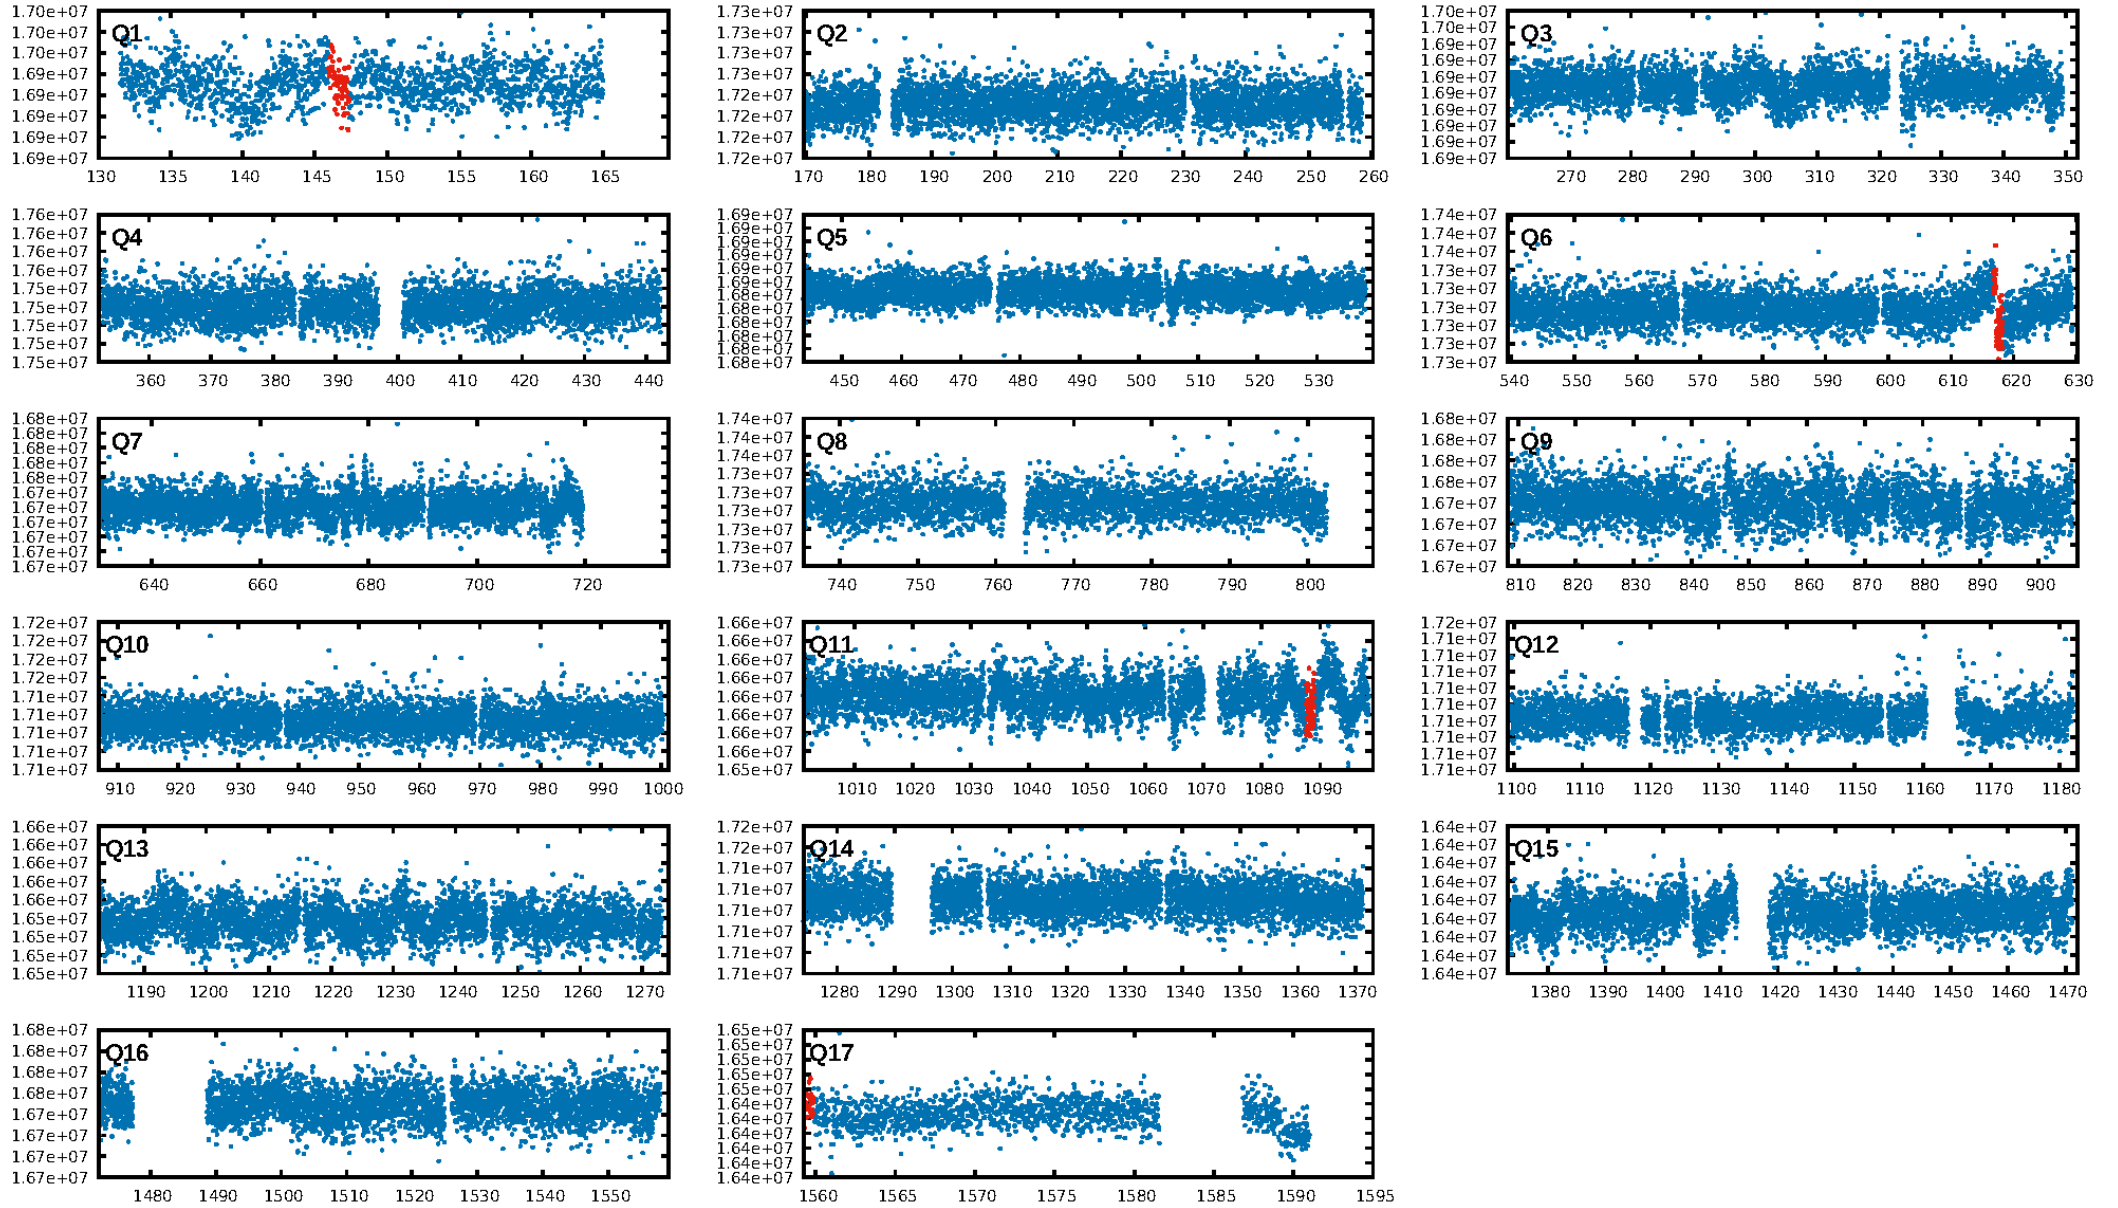 1.70e+07
1.70e+07
1.70e+07
1.69e+07
1.69e+07
1.69e+07
1.69e+07
1.69e+07
Q1
130 135 140 145 150 155 160 165
1.73e+07
1.73e+07
1.73e+07
1.73e+07
1.72e+07
1.72e+07
1.72e+07
1.72e+07
Q2
170 180 190 200 210 220 230 240 250 260
1.70e+07
1.70e+07
1.69e+07
1.69e+07
1.69e+07
1.69e+07
1.69e+07
1.69e+07
1.69e+07
1.69e+07
Q3
270 280 290 300 310 320 330 340 350
1.76e+07
1.76e+07
1.76e+07
1.76e+07
1.75e+07
1.75e+07
1.75e+07
1.75e+07
1.75e+07
Q4
360 370 380 390 400 410 420 430 440
1.69e+07
1.69e+07
1.69e+07
1.69e+07
1.69e+07
1.69e+07
1.68e+07
1.68e+07
1.68e+07
1.68e+07
1.68e+07
1.68e+07
Q5
450 460 470 480 490 500 510 520 530
1.74e+07
1.74e+07
1.74e+07
1.73e+07
1.73e+07
1.73e+07
1.73e+07
1.73e+07
1.73e+07
Q6
540 550 560 570 580 590 600 610 620 630
1.68e+07
1.68e+07
1.68e+07
1.68e+07
1.68e+07
1.67e+07
1.67e+07
1.67e+07
1.67e+07
1.67e+07
1.67e+07
Q7
640 660 680 700 720
1.74e+07
1.74e+07
1.74e+07
1.73e+07
1.73e+07
1.73e+07
1.73e+07
1.73e+07
1.73e+07
Q8
740 750 760 770 780 790 800
1.68e+07
1.68e+07
1.68e+07
1.68e+07
1.67e+07
1.67e+07
1.67e+07
1.67e+07
Q9
810 820 830 840 850 860 870 880 890 900
1.72e+07
1.72e+07
1.72e+07
1.72e+07
1.71e+07
1.71e+07
1.71e+07
1.71e+07
1.71e+07
Q10
910 920 930 940 950 960 970 980 990 1000
1.66e+07
1.66e+07
1.66e+07
1.66e+07
1.66e+07
1.66e+07
1.66e+07
1.66e+07
1.65e+07
Q11
1010 1020 1030 1040 1050 1060 1070 1080 1090
1.72e+07
1.71e+07
1.71e+07
1.71e+07
1.71e+07
1.71e+07
1.71e+07
1.71e+07
1.71e+07
1.71e+07
Q12
1100 1110 1120 1130 1140 1150 1160 1170 1180
1.66e+07
1.66e+07
1.66e+07
1.66e+07
1.66e+07
1.65e+07
1.65e+07
1.65e+07
1.65e+07
Q13
1190 1200 1210 1220 1230 1240 1250 1260 1270
1.72e+07
1.72e+07
1.71e+07
1.71e+07
1.71e+07
1.71e+07
1.71e+07
1.71e+07
Q14
1280 1290 1300 1310 1320 1330 1340 1350 1360 1370
1.64e+07
1.64e+07
1.64e+07
1.64e+07
1.64e+07
1.64e+07
1.64e+07
1.64e+07
1.64e+07
Q15
1380 1390 1400 1410 1420 1430 1440 1450 1460 1470
1.68e+07
1.68e+07
1.68e+07
1.68e+07
1.67e+07
1.67e+07
1.67e+07
1.67e+07
Q16
1480 1490 1500 1510 1520 1530 1540 1550
1.65e+07
1.65e+07
1.65e+07
1.65e+07
1.65e+07
1.64e+07
1.64e+07
1.64e+07
1.64e+07
1.64e+07
1.64e+07
Q17
1560 1565 1570 1575 1580 1585 1590 1595